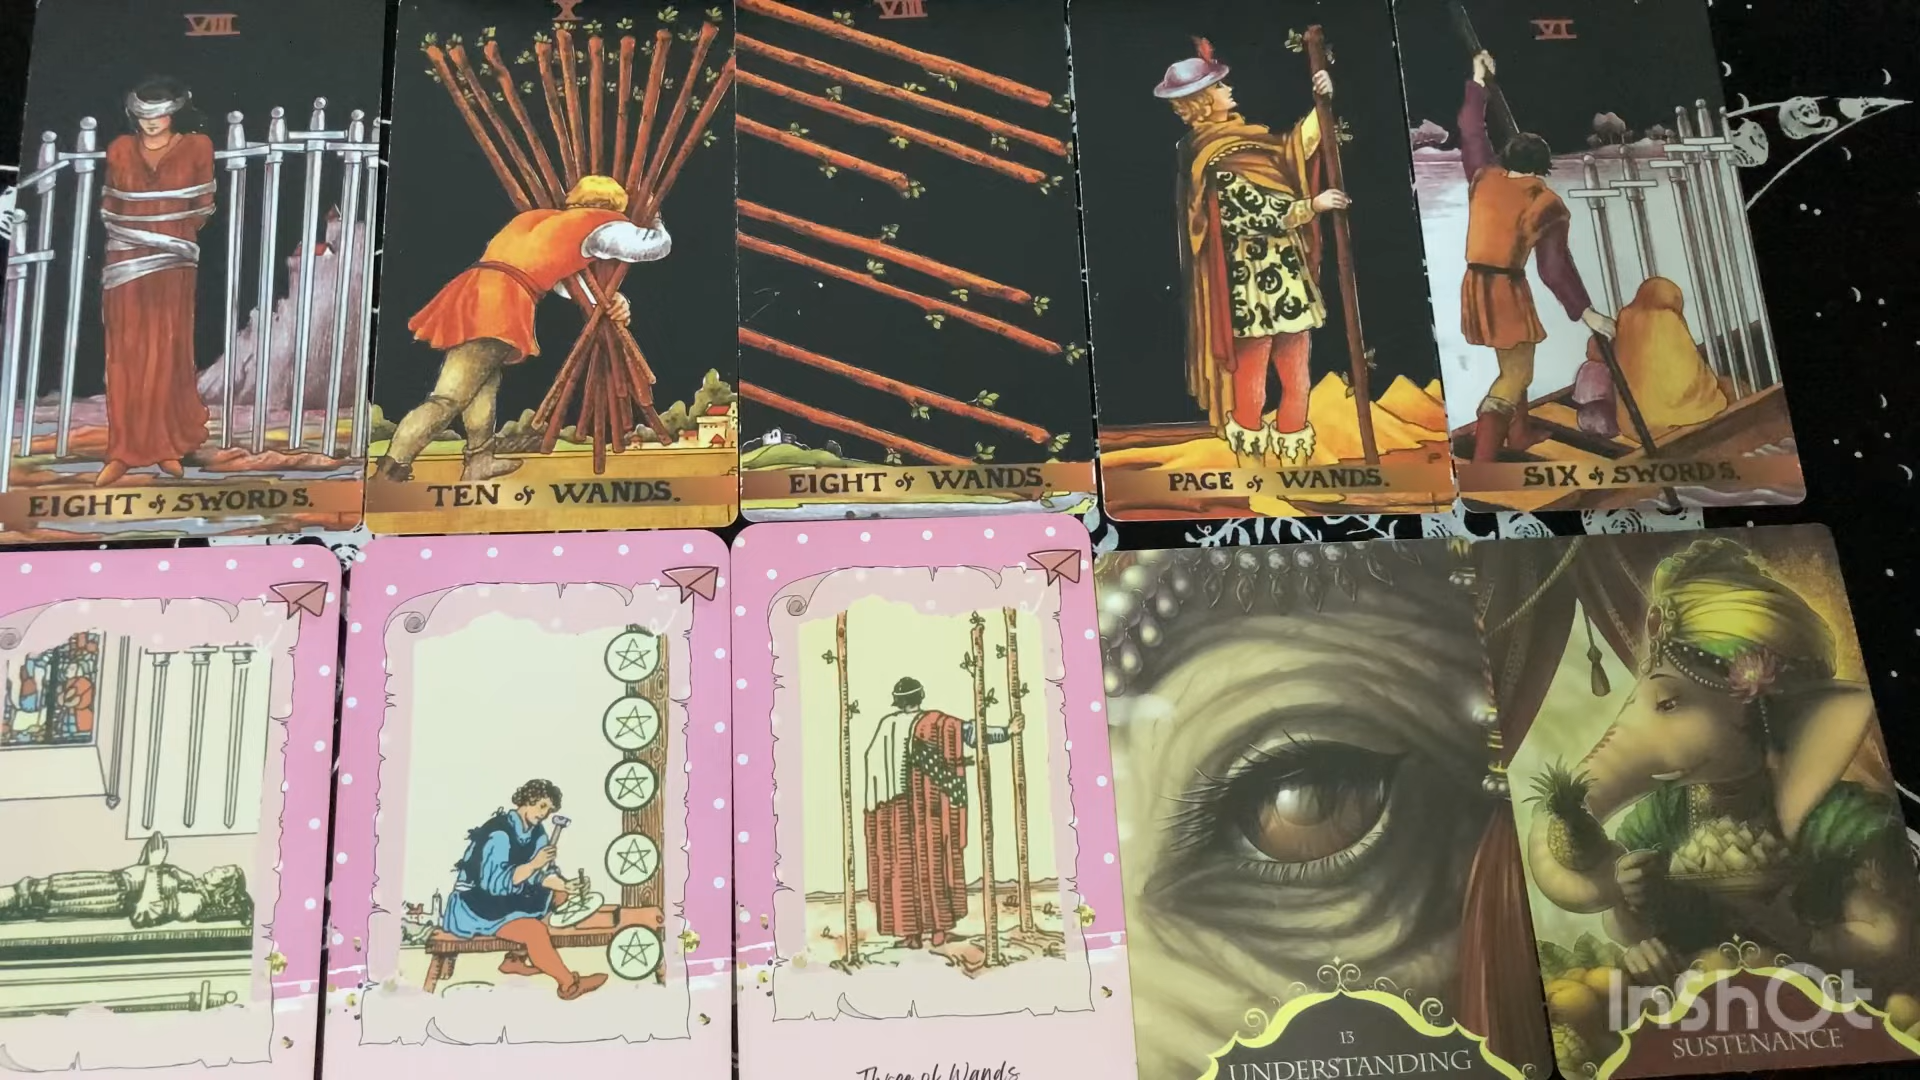 VIII
X
VIII
VI
EIGHT of SWORDS.
TEN of WANDS.
EIGHT of WANDS.
PAGE of WANDS.
SIX of SWORDS.
Three of Wands
13
UNDERSTANDING
SUSTENANCE
InShOt